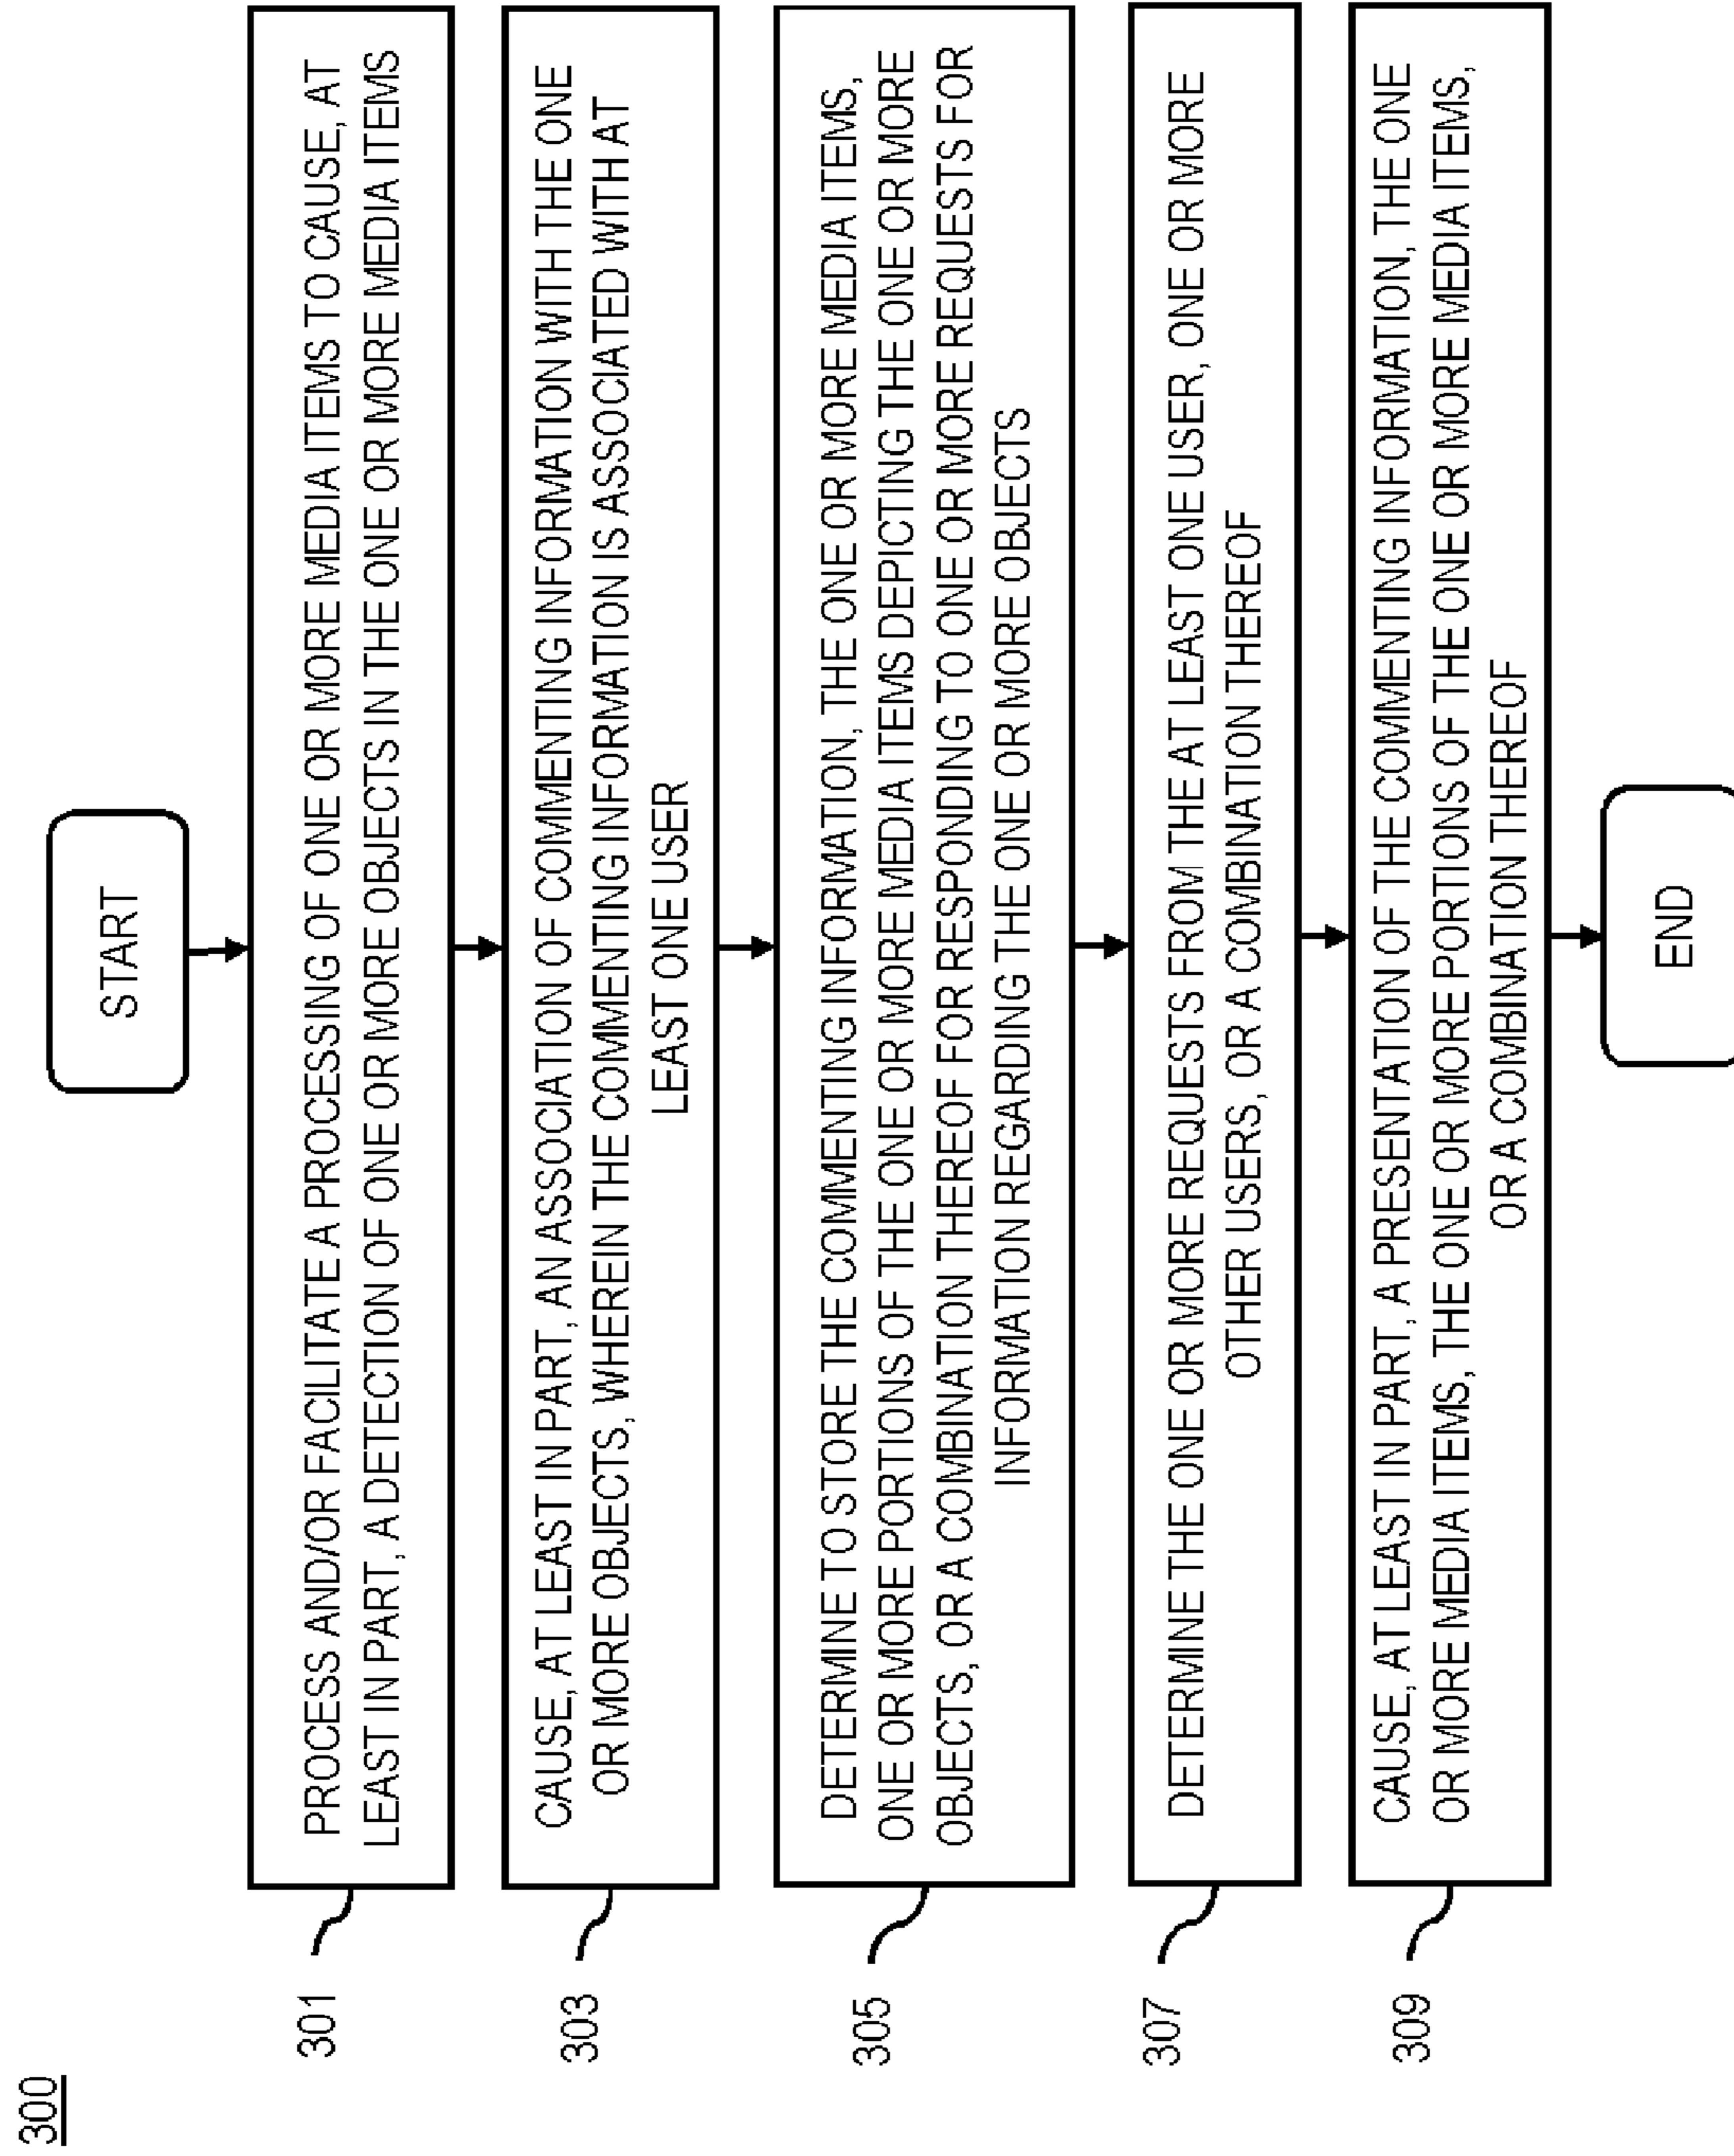 300
START
301
PROCESS AND/OR FACILITATE A PROCESSING OF ONE OR MORE MEDIA ITEMS TO CAUSE, AT
LEAST IN PART, A DETECTION OF ONE OR MORE OBJECTS IN THE ONE OR MORE MEDIA ITEMS
303
CAUSE, AT LEAST IN PART, AN ASSOCIATION OF COMMENTING INFORMATION WITH THE ONE
OR MORE OBJECTS, WHEREIN THE COMMENTING INFORMATION IS ASSOCIATED WITH AT
LEAST ONE USER
305
DETERMINE TO STORE THE COMMENTING INFORMATION, THE ONE OR MORE MEDIA ITEMS,
ONE OR MORE PORTIONS OF THE ONE OR MORE MEDIA ITEMS DEPICTING THE ONE OR MORE
OBJECTS, OR A COMBINATION THEREOF FOR RESPONDING TO ONE OR MORE REQUESTS FOR
INFORMATION REGARDING THE ONE OR MORE OBJECTS
307
DETERMINE THE ONE OR MORE REQUESTS FROM THE AT LEAST ONE USER, ONE OR MORE
OTHER USERS, OR A COMBINATION THEREOF
309
CAUSE, AT LEAST IN PART, A PRESENTATION OF THE COMMENTING INFORMATION, THE ONE
OR MORE MEDIA ITEMS, THE ONE OR MORE PORTIONS OF THE ONE OR MORE MEDIA ITEMS,
OR A COMBINATION THEREOF
END